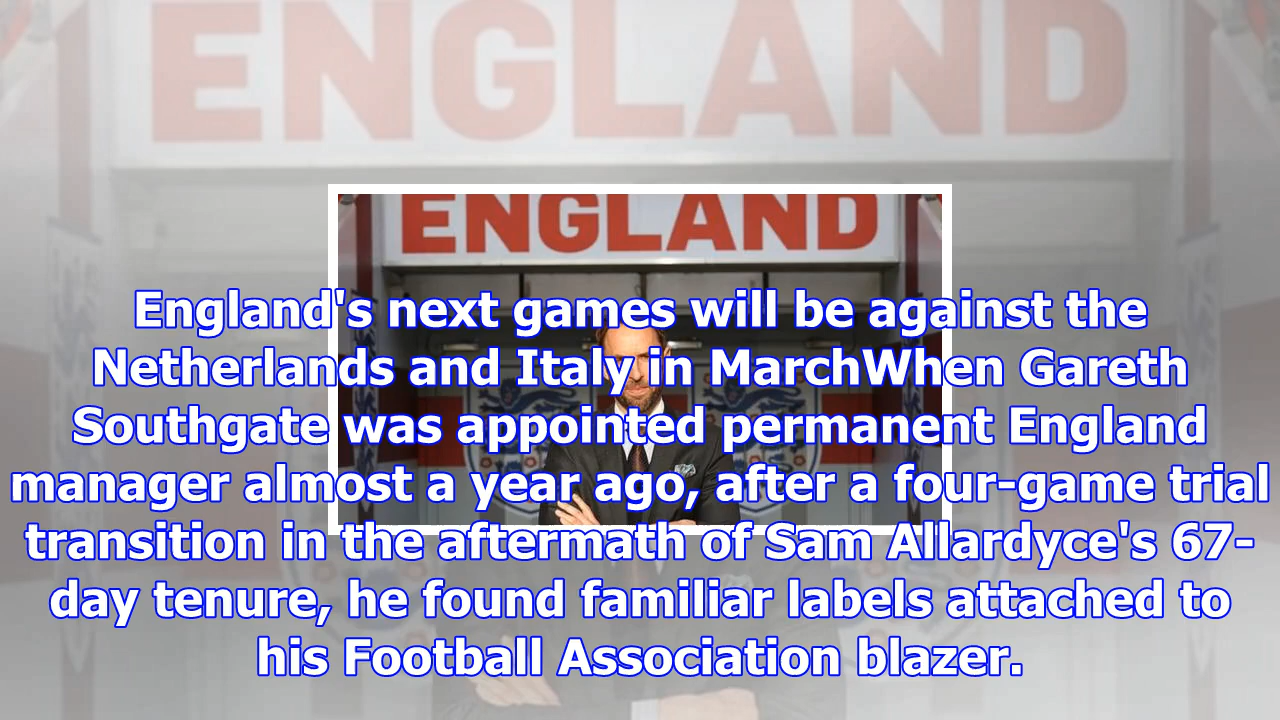 ENGLAND
ENGLAND
England's next games will be against the
Netherlands and Italy in MarchWhen Gareth
Southgate was appointed permanent England
manager almost a year ago, after a four-game trial
transition in the aftermath of Sam Allardyce's 67-
day tenure, he found familiar labels attached to
his Football Association blazer.